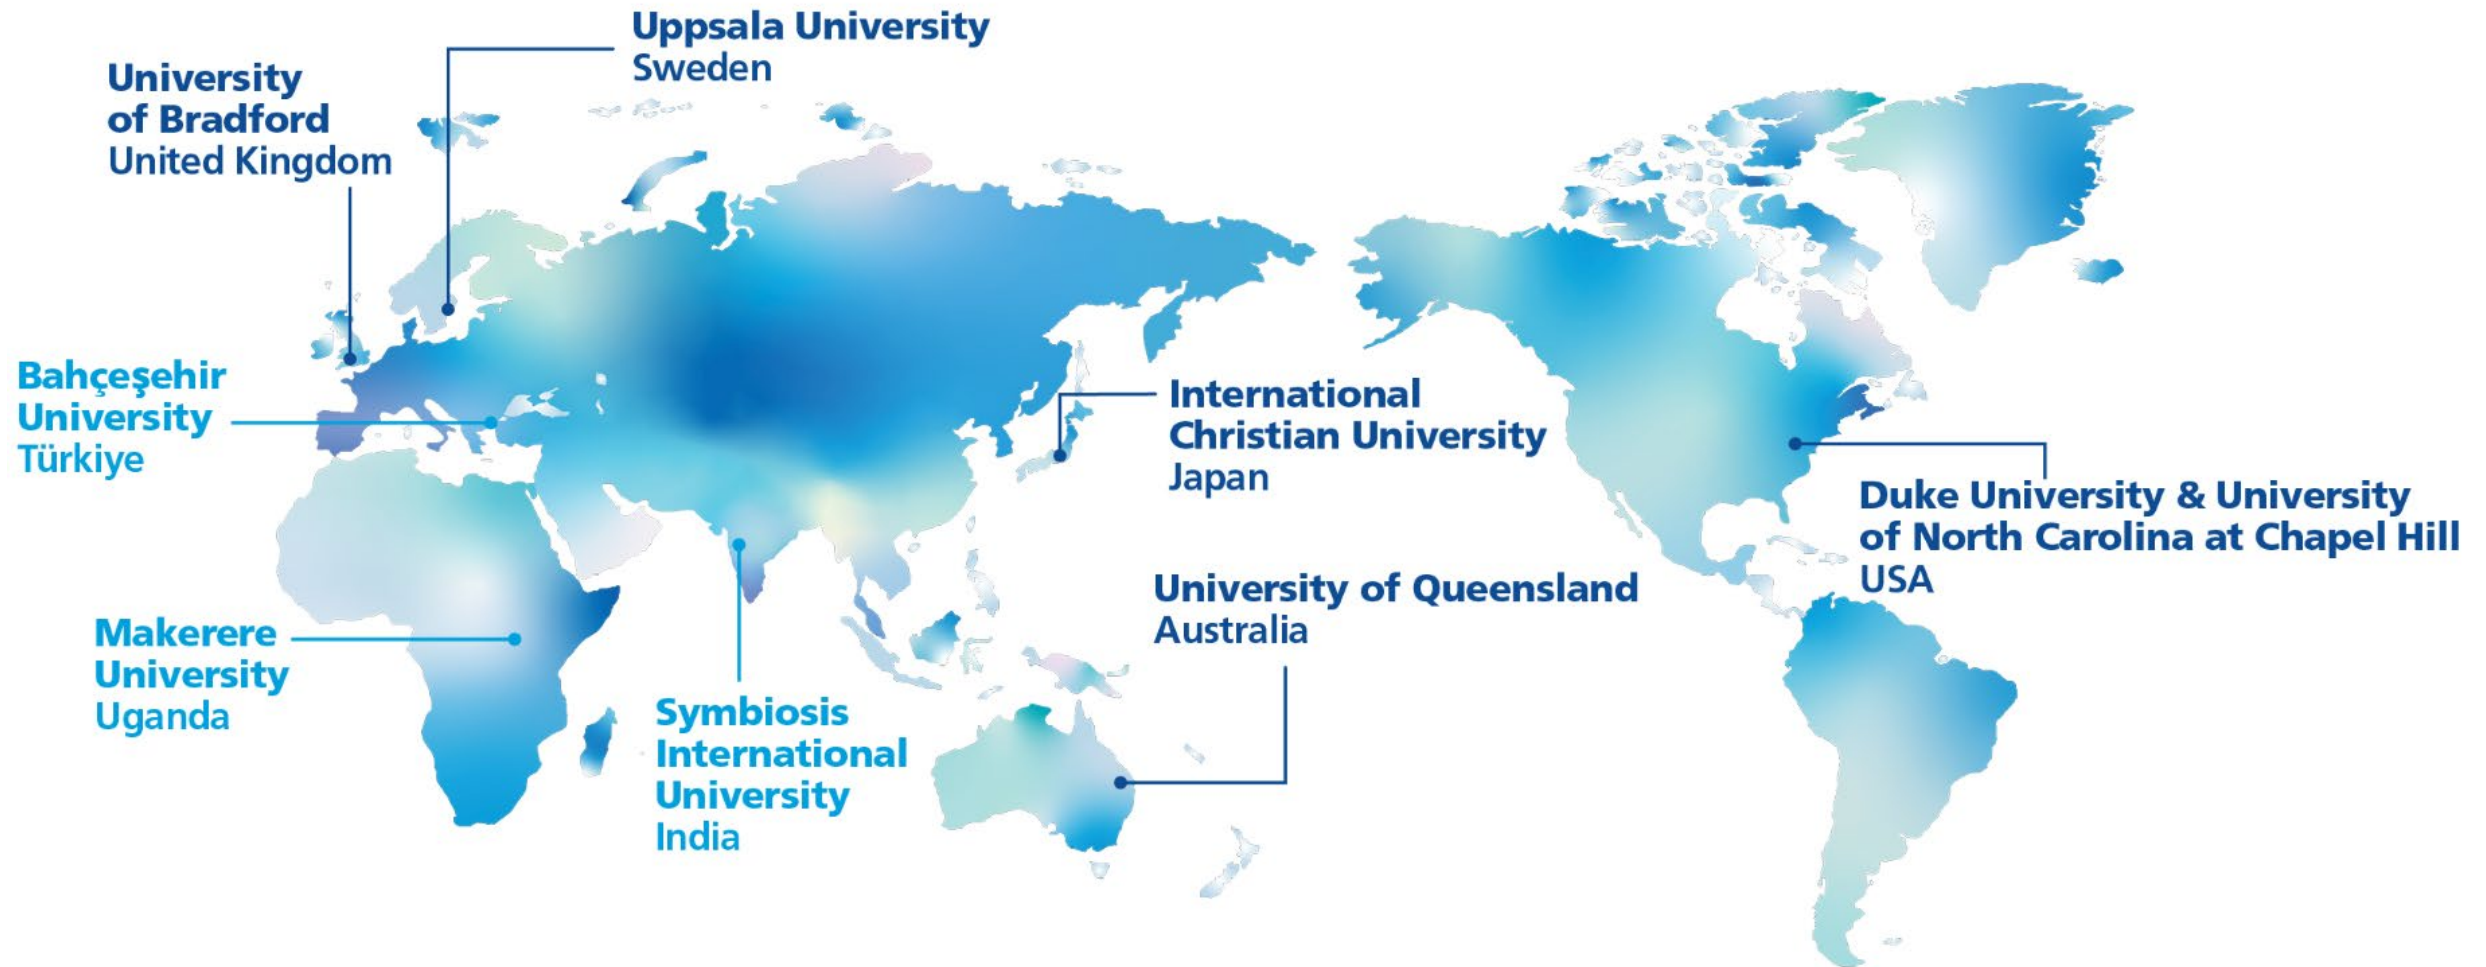 Uppsala University
Sweden
University
of Bradford
United Kingdom
Bahçeşehir
University
Türkiye
International
Christian University
Japan
Duke University & University
of North Carolina at Chapel Hill
USA
University of Queensland
Australia
Makerere
University
Uganda
Symbiosis
International
University
India